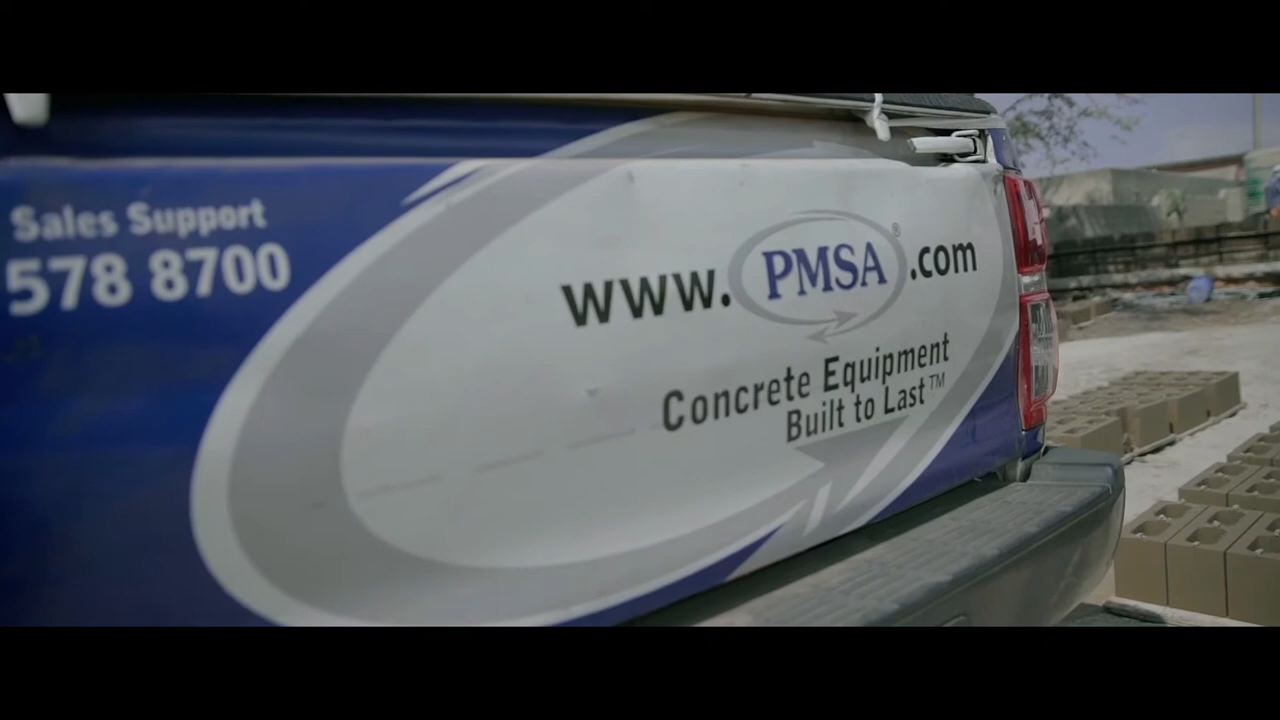 Sales Support
578 8700
www.PMSA®.com
Concrete Equipment
Built to Last™